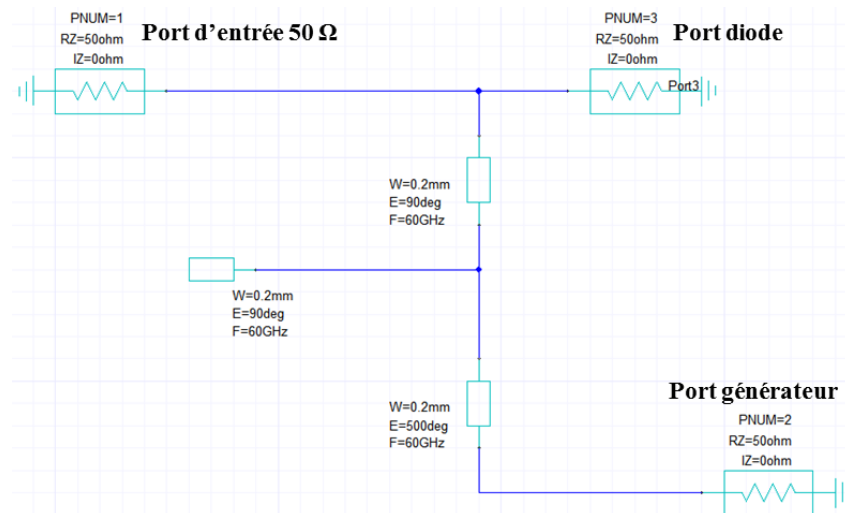 PNUM=1
RZ=50ohm
IZ=0ohm
Port d’entrée 50 Ω
PNUM=3
RZ=50ohm
IZ=0ohm
Port diode
Port3
W=0.2mm
E=90deg
F=60GHz
W=0.2mm
E=90deg
F=60GHz
W=0.2mm
E=500deg
F=60GHz
Port générateur
PNUM=2
RZ=50ohm
IZ=0ohm